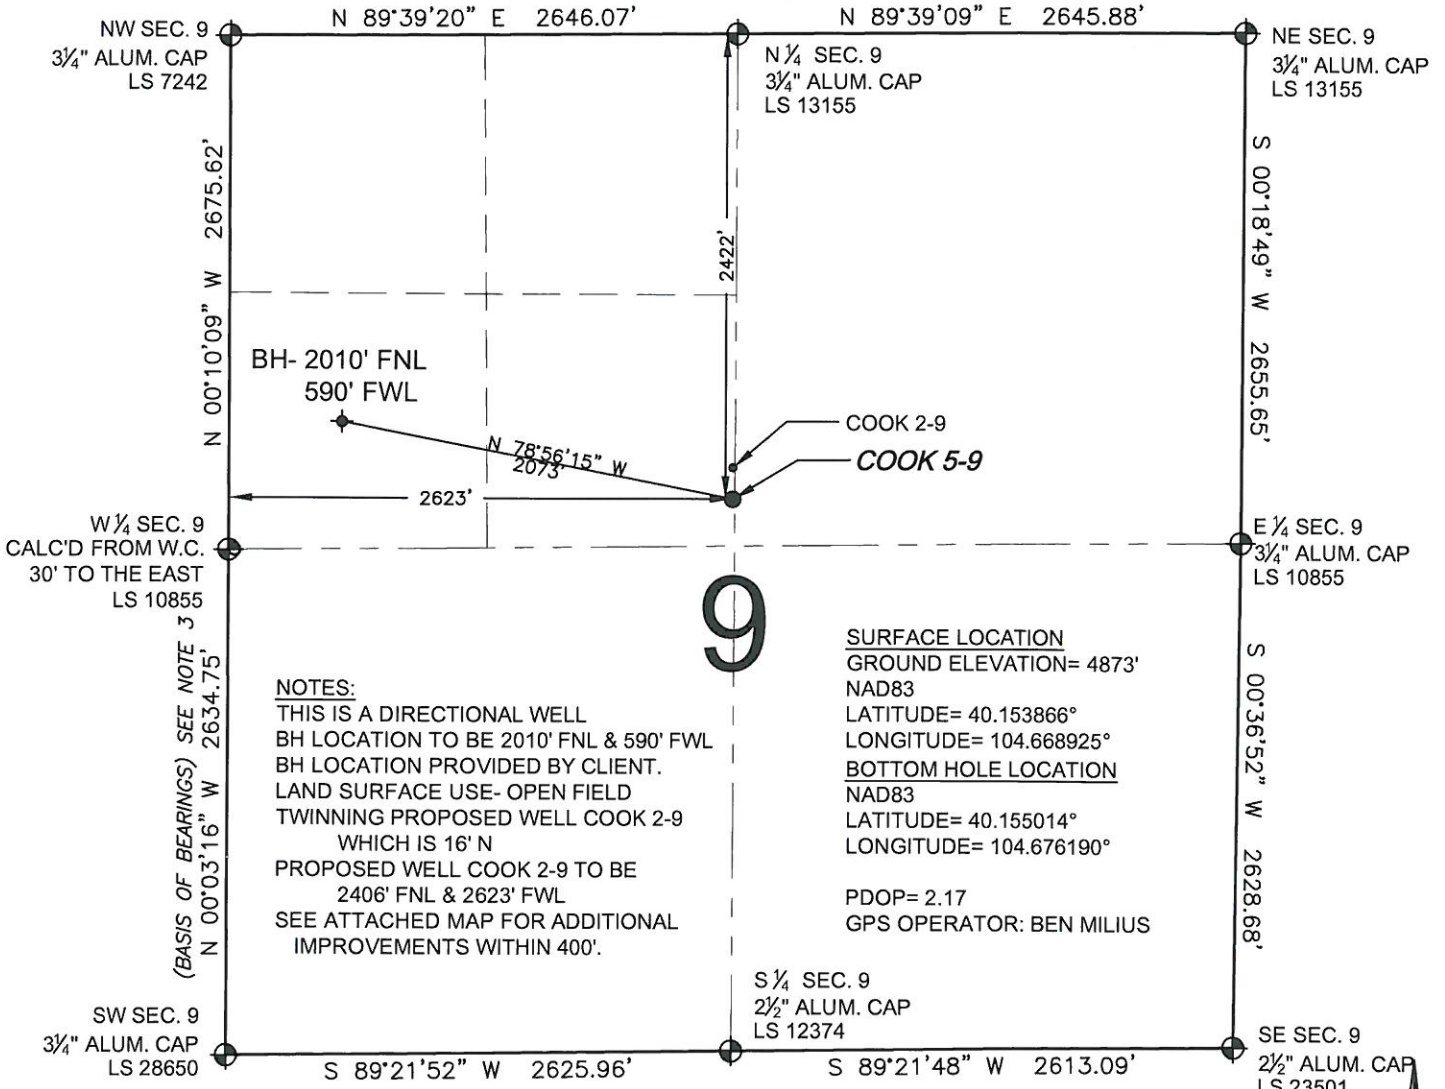 N 89°39'20" E 2646.07'
N 89°39'09" E 2645.88'
NW SEC. 9
3¼" ALUM. CAP
LS 7242
N ¼ SEC. 9
3¼" ALUM. CAP
LS 13155
NE SEC. 9
3¼" ALUM. CAP
LS 13155
N 00°10'09" W 2675.62'
2422'
S 00°18'49" W 2655.65'
BH- 2010' FNL
590' FWL
N 78°56'15" W
2073'
COOK 2-9
COOK 5-9
2623'
W ¼ SEC. 9
CALC'D FROM W.C.
30' TO THE EAST
LS 10855
E ¼ SEC. 9
3¼" ALUM. CAP
LS 10855
9
(BASIS OF BEARINGS) SEE NOTE 3
N 00°03'16" W 2634.75'
NOTES:
THIS IS A DIRECTIONAL WELL
BH LOCATION TO BE 2010' FNL & 590' FWL
BH LOCATION PROVIDED BY CLIENT.
LAND SURFACE USE- OPEN FIELD
TWINNING PROPOSED WELL COOK 2-9
WHICH IS 16' N
PROPOSED WELL COOK 2-9 TO BE
2406' FNL & 2623' FWL
SEE ATTACHED MAP FOR ADDITIONAL
IMPROVEMENTS WITHIN 400'.
SURFACE LOCATION
GROUND ELEVATION= 4873'
NAD83
LATITUDE= 40.153866°
LONGITUDE= 104.668925°
BOTTOM HOLE LOCATION
NAD83
LATITUDE= 40.155014°
LONGITUDE= 104.676190°
PDOP= 2.17
GPS OPERATOR: BEN MILIUS
S 00°36'52" W 2628.68'
SW SEC. 9
3¼" ALUM. CAP
LS 28650
S ¼ SEC. 9
2½" ALUM. CAP
LS 12374
SE SEC. 9
2½" ALUM. CAP
LS 23501
S 89°21'52" W 2625.96'
S 89°21'48" W 2613.09'